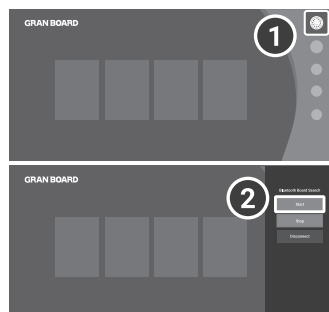 GRAN BOARD
1
GRAN BOARD
2
Bluetooth Board Search
Start
Stop
Disconnect